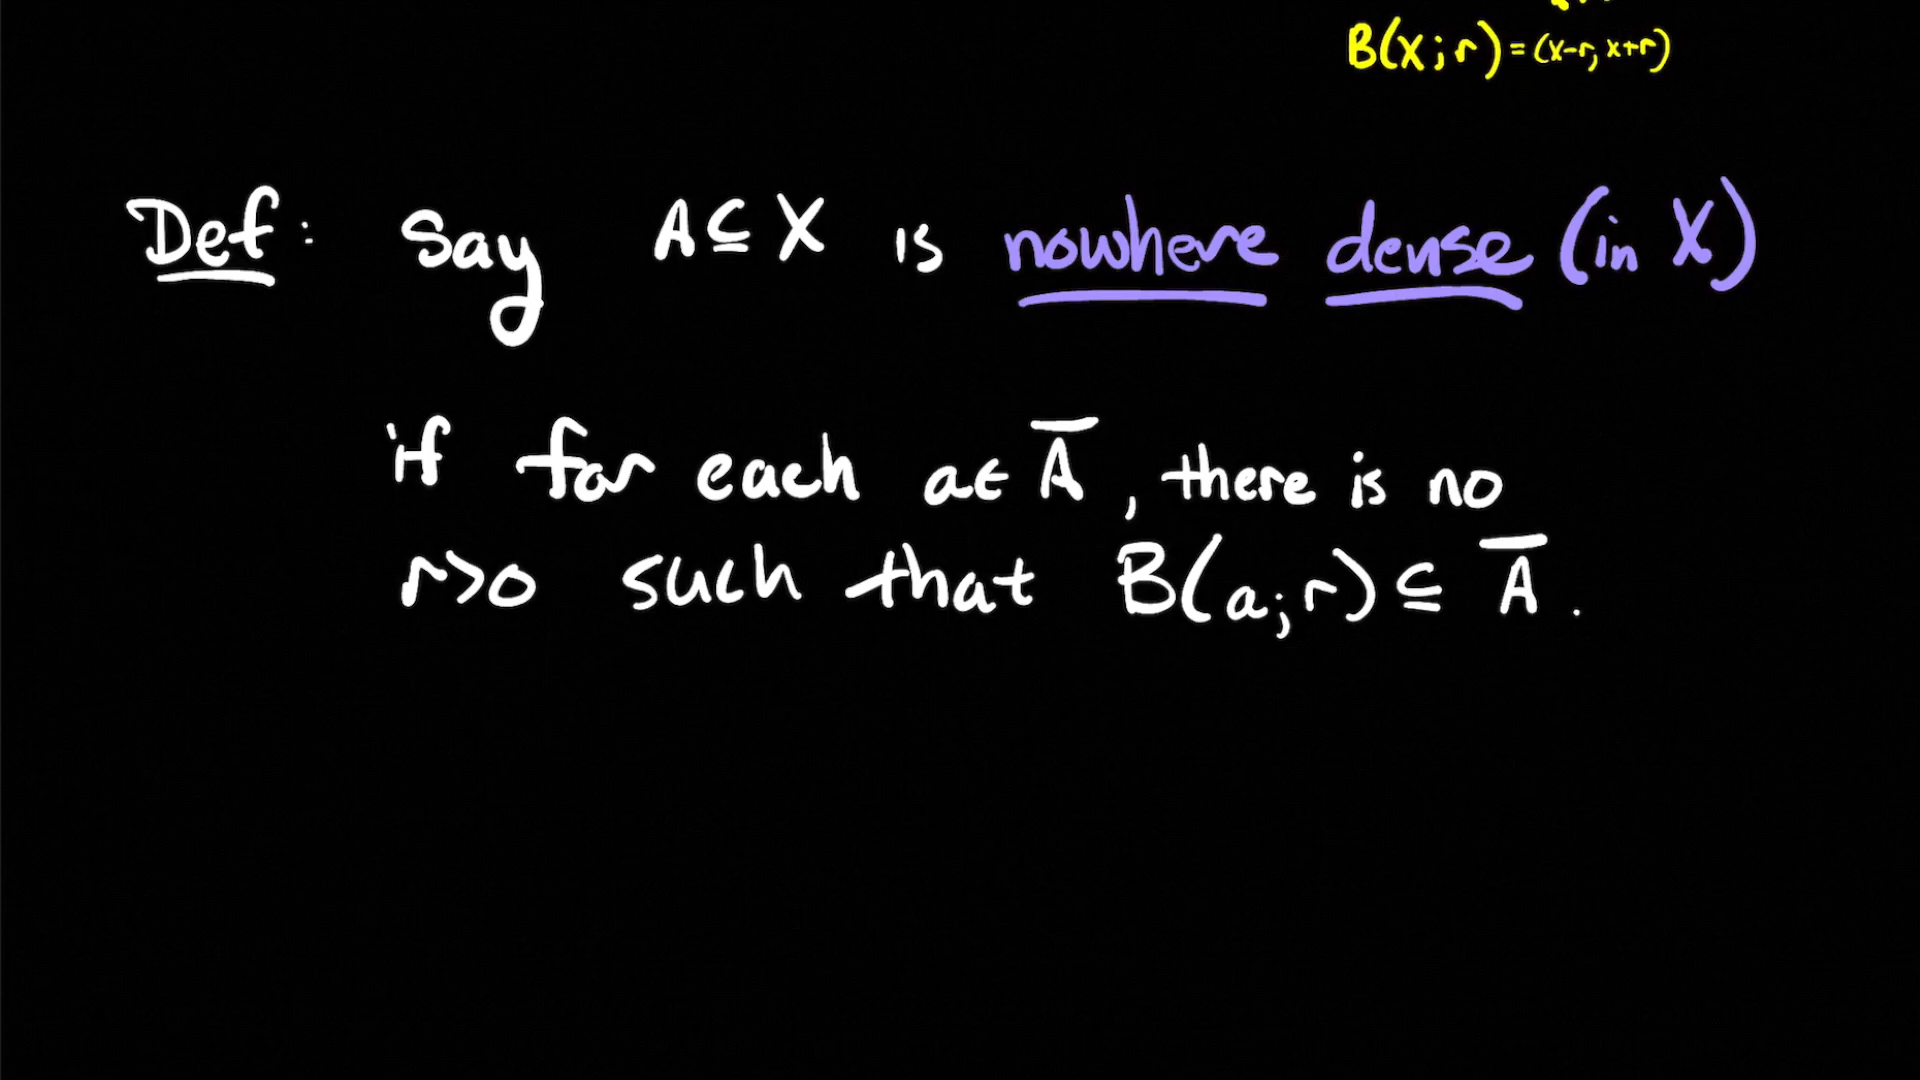 B(x;r)=(x-r, x+r)
Def: Say A⊆X is nowhere dense (in X)
if for each a∈A̅, there is no
r>0 such that B(a;r)⊆A̅.